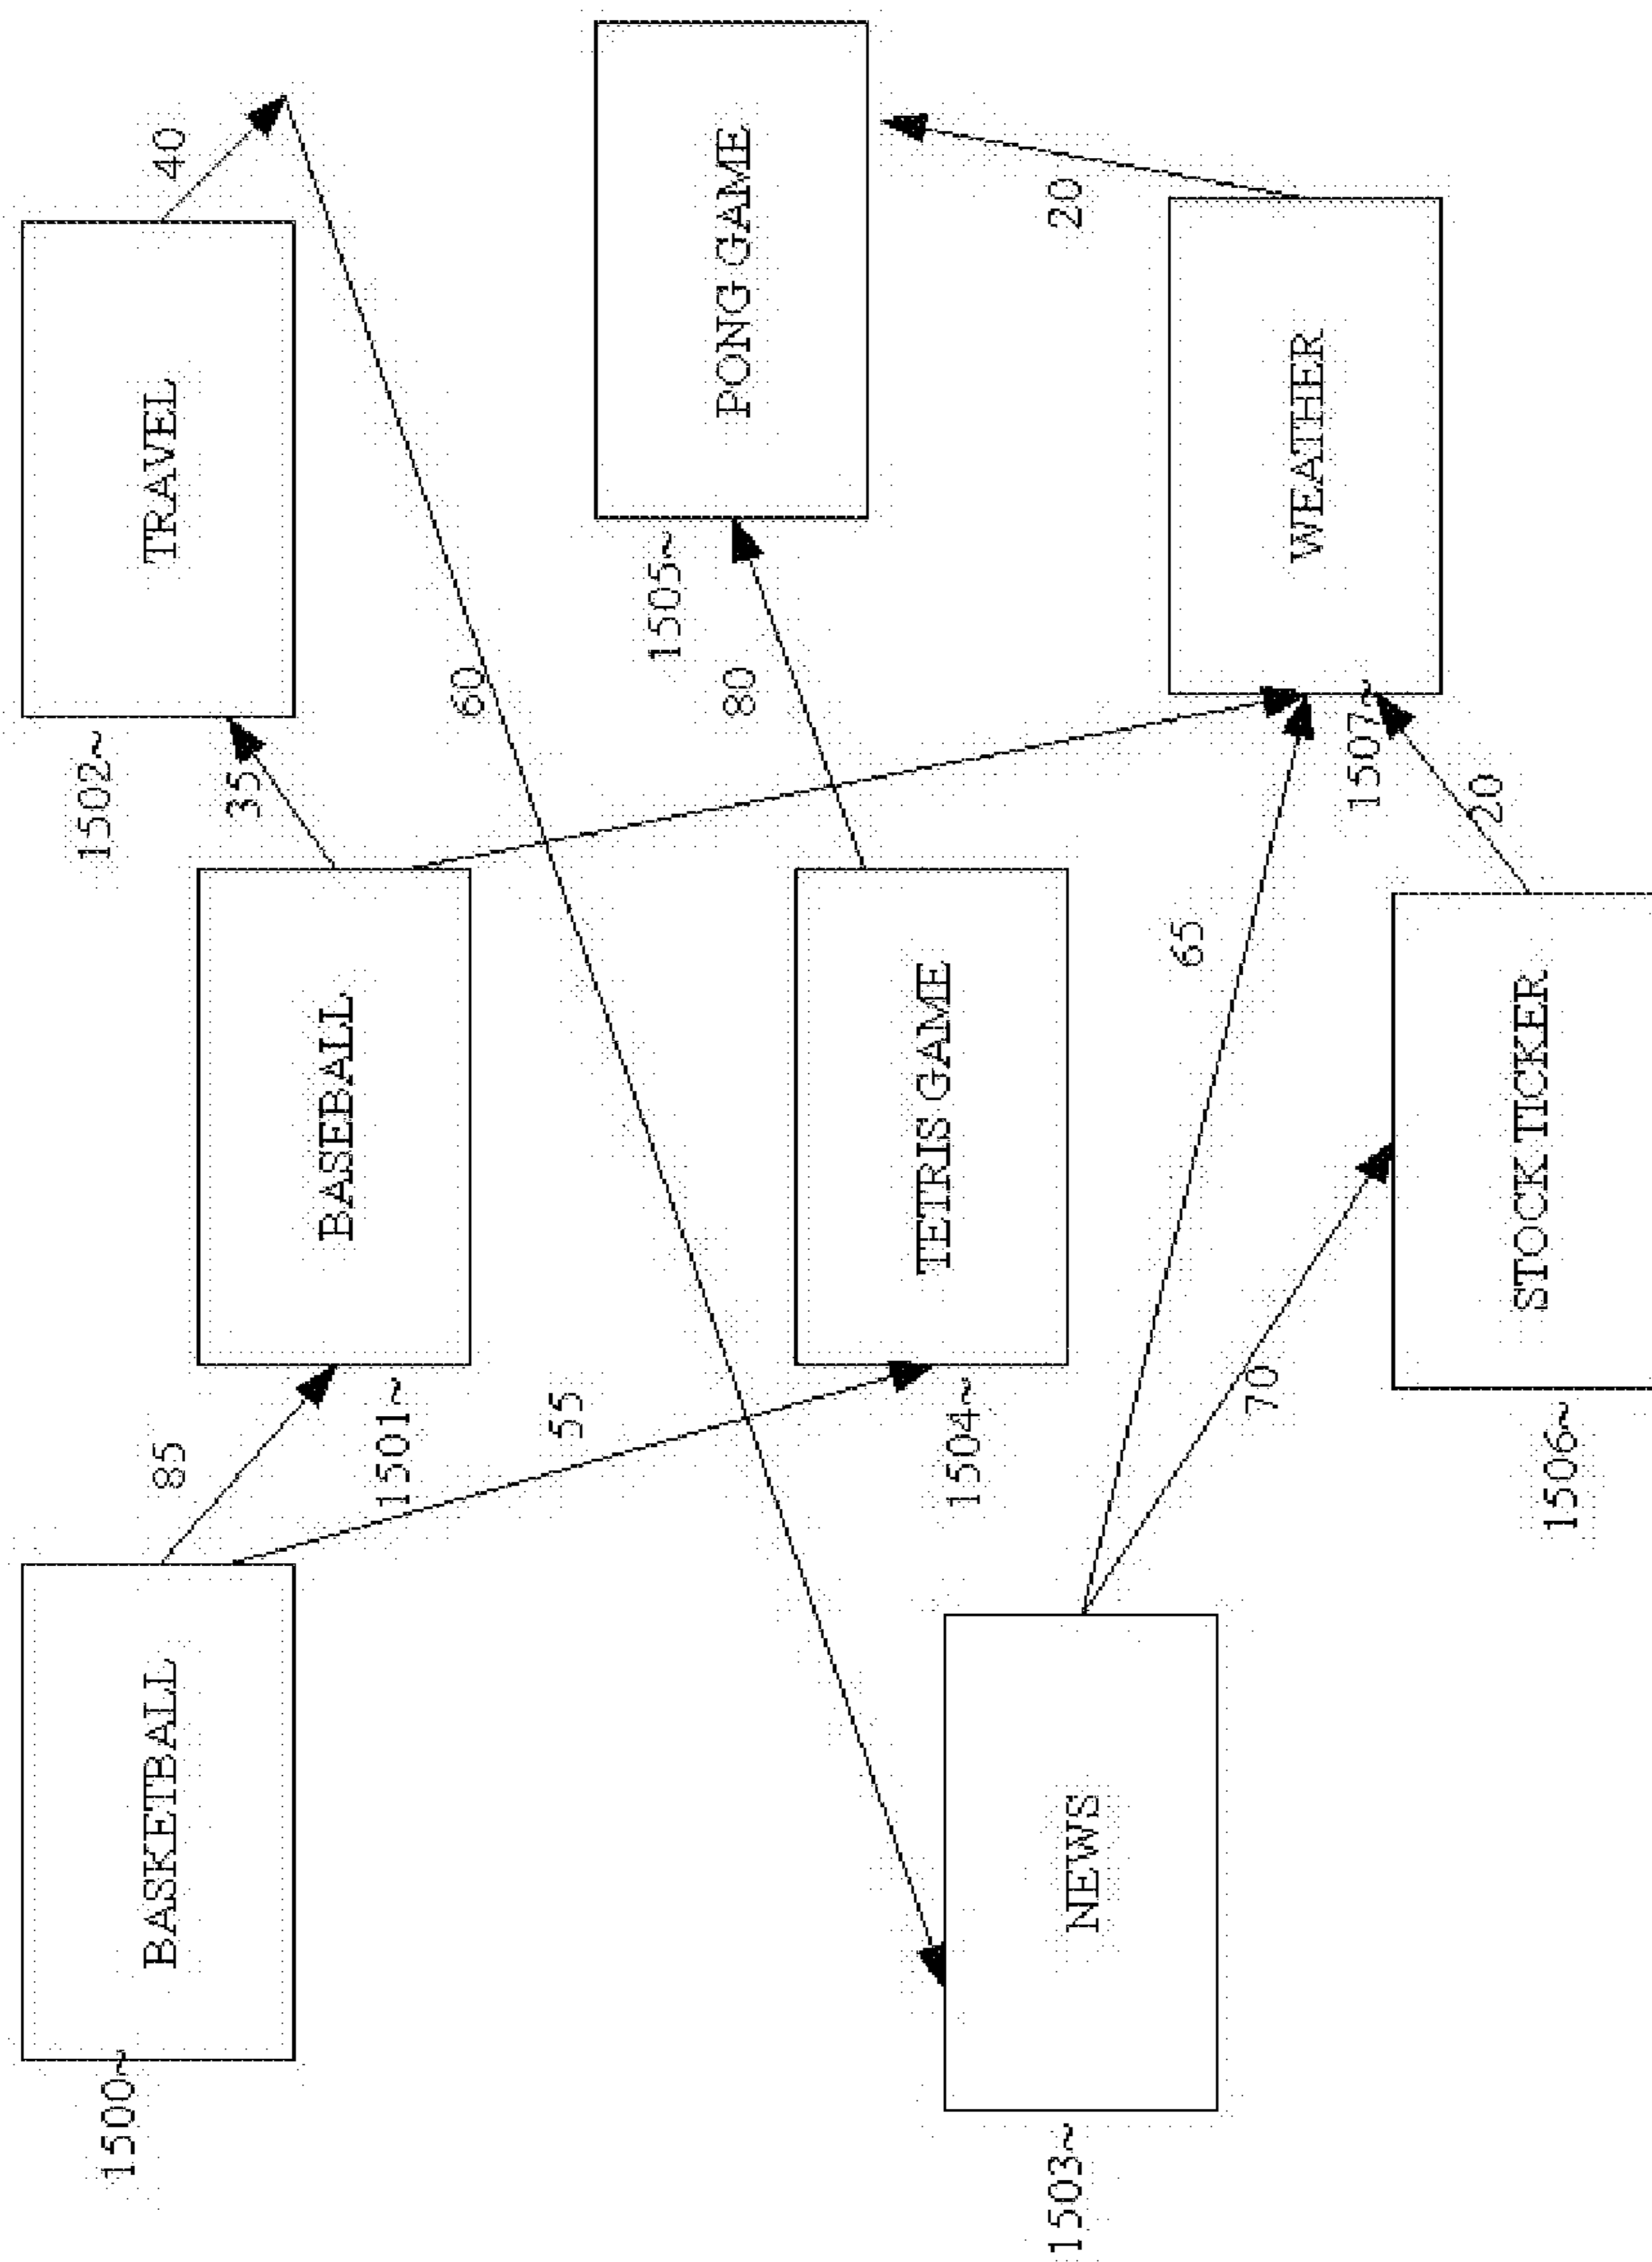 1500~
BASKETBALL
85
1501~
BASEBALL
35
1502~
TRAVEL
40
55
60
1504~
TETRIS GAME
80
1505~
PONG GAME
1503~
NEWS
65
70
20
1507~
WEATHER
1506~
STOCK TICKER
20